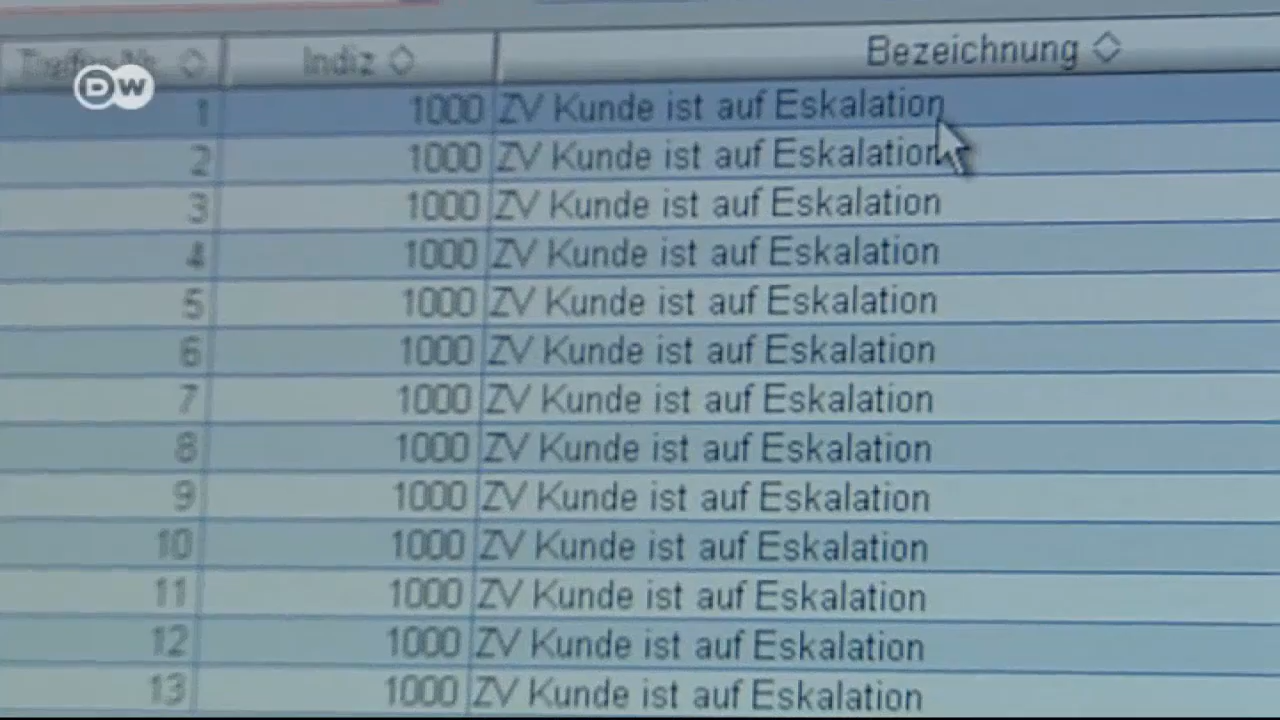 Indiz Bezeichnung
DW
1 1000 ZV Kunde ist auf Eskalation
2 1000 ZV Kunde ist auf Eskalation
3 1000 ZV Kunde ist auf Eskalation
4 1000 ZV Kunde ist auf Eskalation
5 1000 ZV Kunde ist auf Eskalation
6 1000 ZV Kunde ist auf Eskalation
7 1000 ZV Kunde ist auf Eskalation
8 1000 ZV Kunde ist auf Eskalation
9 1000 ZV Kunde ist auf Eskalation
10 1000 ZV Kunde ist auf Eskalation
11 1000 ZV Kunde ist auf Eskalation
12 1000 ZV Kunde ist auf Eskalation
13 1000 ZV Kunde ist auf Eskalation